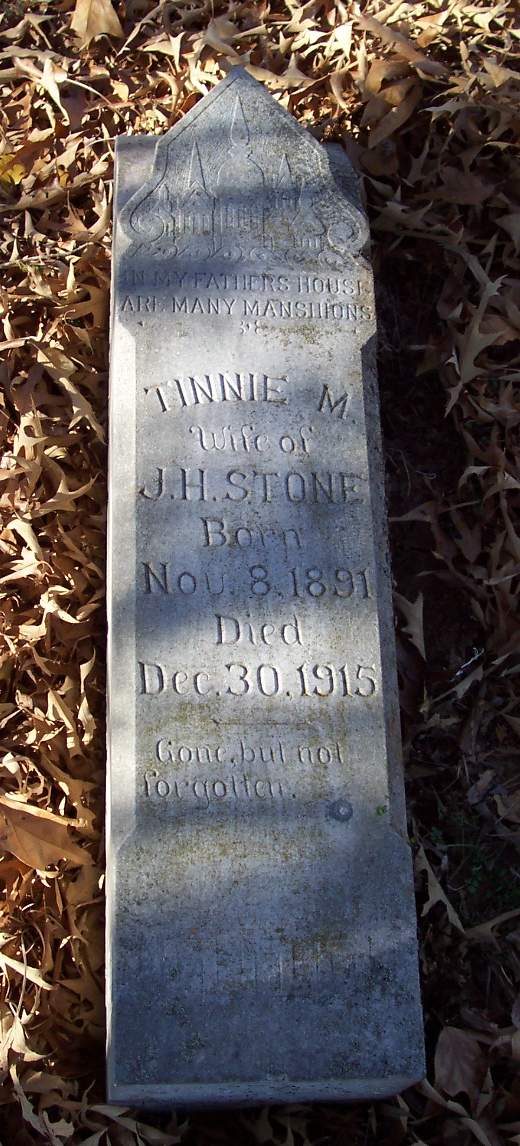 IN MY FATHERS HOUSE
ARE MANY MANSHIONS
TINNIE M.
Wife of
J.H. STONE
Born
Nov. 8, 1891
Died
Dec. 30, 1915
Gone, but not
forgotten.